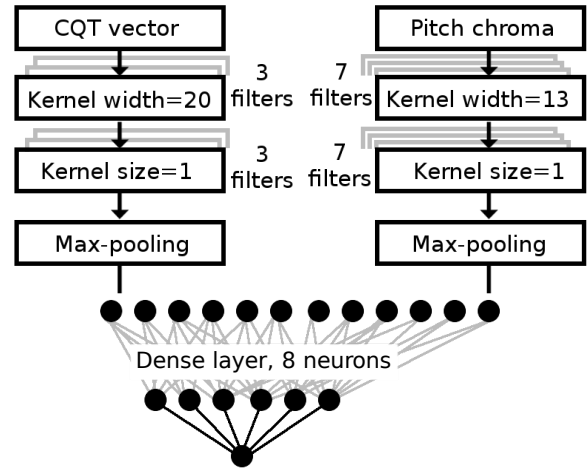 CQT vector
Pitch chroma
3
filters
7
filters
Kernel width=20
Kernel width=13
3
filters
7
filters
Kernel size=1
Kernel size=1
Max-pooling
Max-pooling
Dense layer, 8 neurons